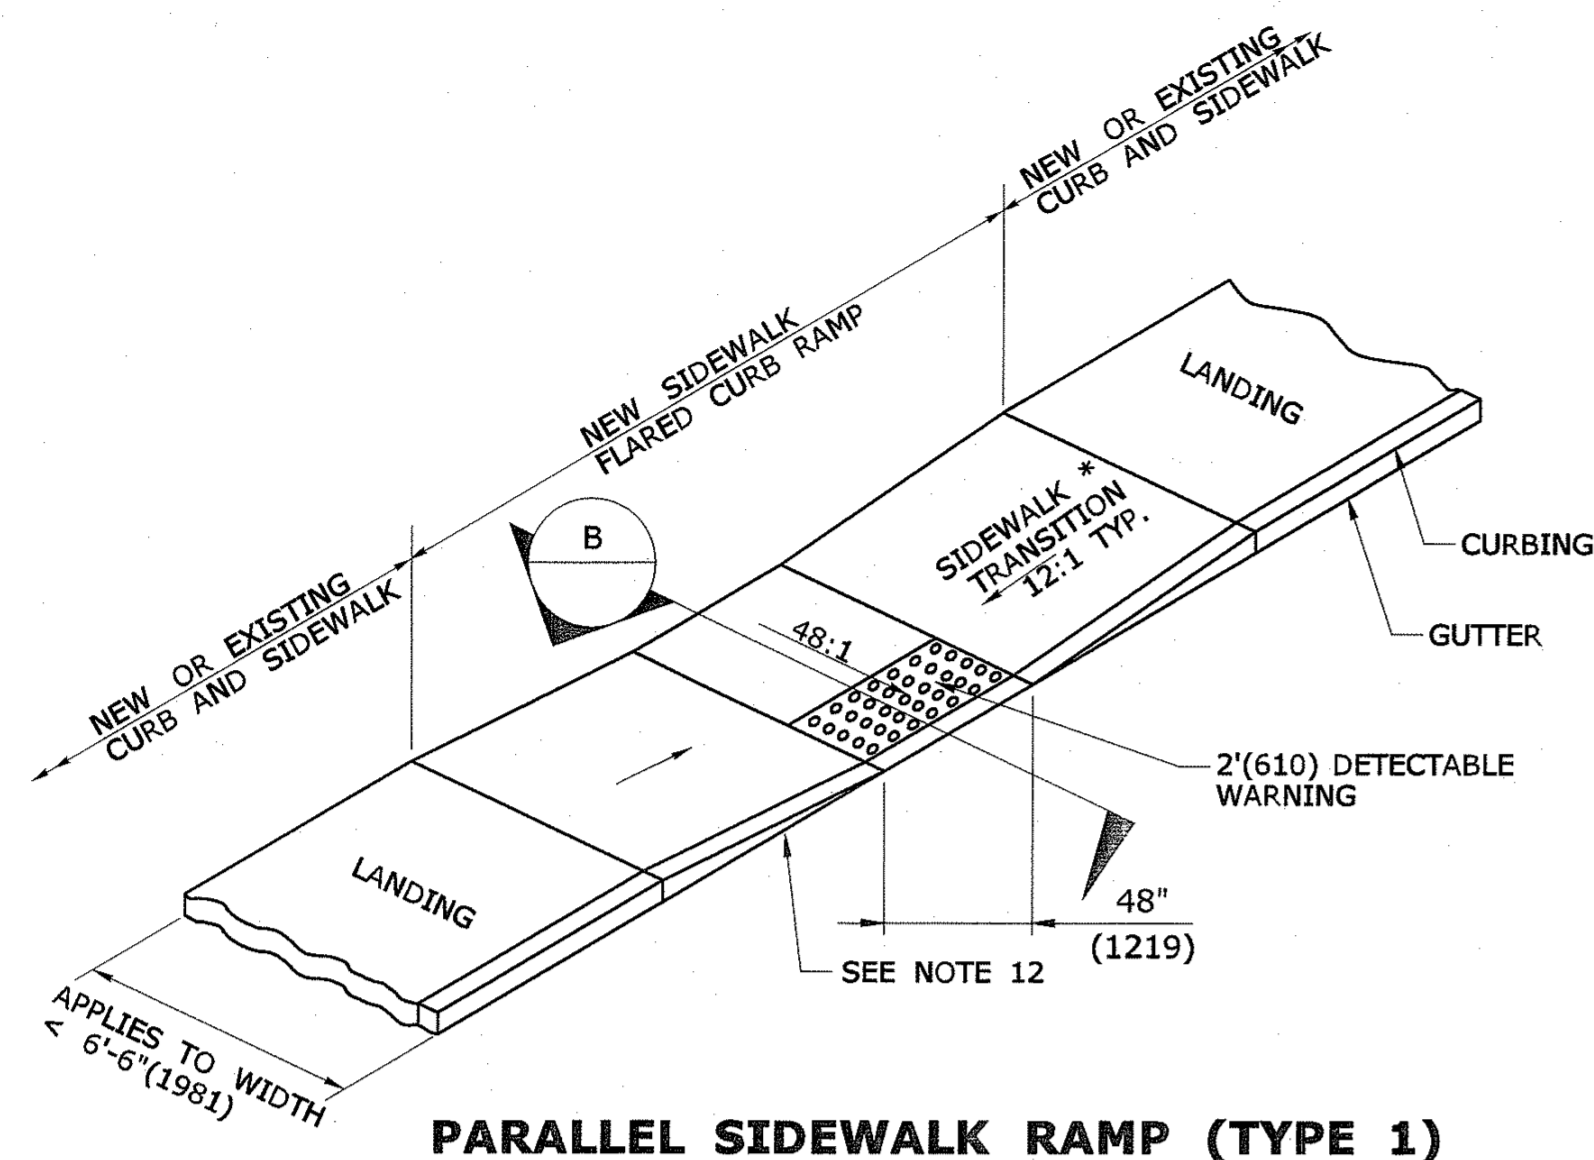 NEW OR EXISTING
CURB AND SIDEWALK
NEW SIDEWALK
FLARED CURB RAMP
NEW OR EXISTING
CURB AND SIDEWALK
LANDING
SIDEWALK *
TRANSITION
12:1 TYP.
CURBING
GUTTER
B
48:1
2'(610) DETECTABLE
WARNING
LANDING
48"
(1219)
SEE NOTE 12
APPLIES TO WIDTH
< 6'-6"(1981)
PARALLEL SIDEWALK RAMP (TYPE 1)